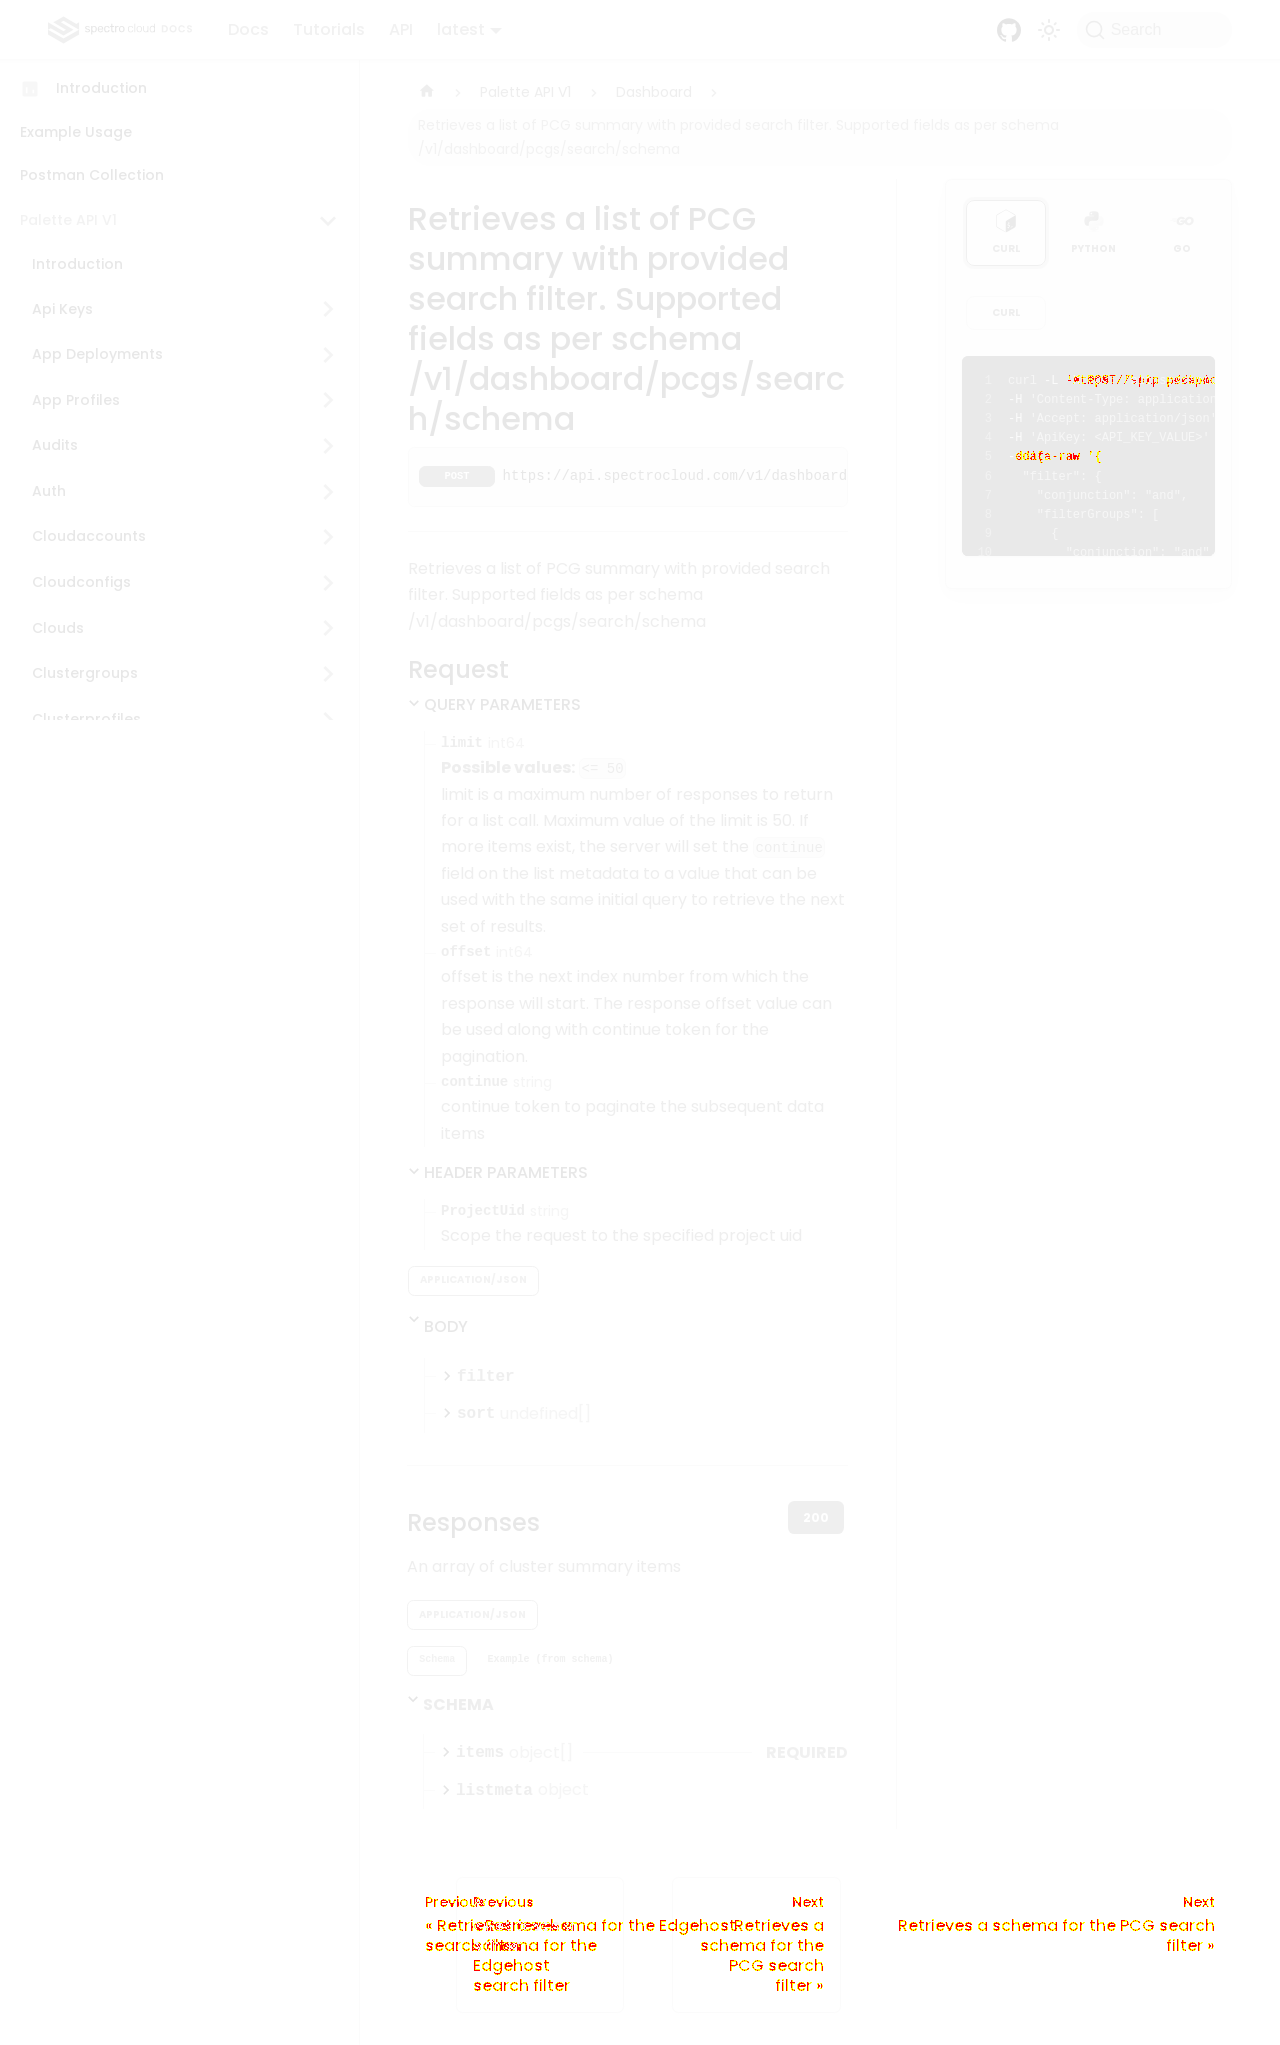 spectro cloud DOCS
Docs
Tutorials
API
latest
Search
Introduction
Example Usage
Postman Collection
Palette API V1
Introduction
Api Keys
App Deployments
App Profiles
Audits
Auth
Cloudaccounts
Cloudconfigs
Clouds
Clustergroups
Clusterprofiles
Palette API V1
Dashboard
Retrieves a list of PCG summary with provided search filter. Supported fields as per schema
/v1/dashboard/pcgs/search/schema
Retrieves a list of PCG
summary with provided
search filter. Supported
fields as per schema
/v1/dashboard/pcgs/searc
h/schema
POST https://api.spectrocloud.com/v1/dashboard
Retrieves a list of PCG summary with provided search
filter. Supported fields as per schema
/v1/dashboard/pcgs/search/schema
Request
QUERY PARAMETERS
limit int64
Possible values: <= 50
limit is a maximum number of responses to return
for a list call. Maximum value of the limit is 50. If
more items exist, the server will set the continue
field on the list metadata to a value that can be
used with the same initial query to retrieve the next
set of results.
offset int64
offset is the next index number from which the
response will start. The response offset value can
be used along with continue token for the
pagination.
continue string
continue token to paginate the subsequent data
items
HEADER PARAMETERS
ProjectUid string
Scope the request to the specified project uid
APPLICATION/JSON
BODY
filter
sort undefined[]
Responses
200
An array of cluster summary items
APPLICATION/JSON
Schema
Example (from schema)
SCHEMA
items object[] REQUIRED
listmeta object
CURL
PYTHON
GO
CURL
1 curl -L
2 -H 'Content-Type: application
3 -H 'Accept: application/json'
4 -H 'ApiKey: <API_KEY_VALUE>'
5
6 "filter": {
7 "conjunction": "and",
8 "filterGroups": [
9 {
10 "conjunction": "and"
Previous
Previous
Edgehost
search filter
Next
Retrieves a
schema for the
PCG search
filter »
Next
Retrieves a schema for the PCG search
filter »